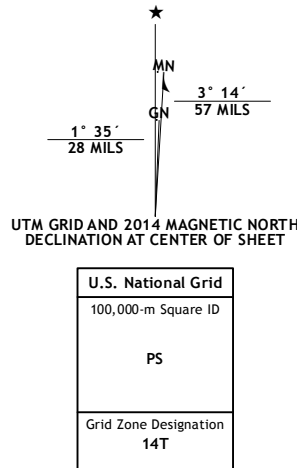 ★
MN
3° 14´
57 MILS
GN
1° 35´
28 MILS
UTM GRID AND 2014 MAGNETIC NORTH
DECLINATION AT CENTER OF SHEET
U.S. National Grid
100,000-m Square ID
PS
Grid Zone Designation
14T